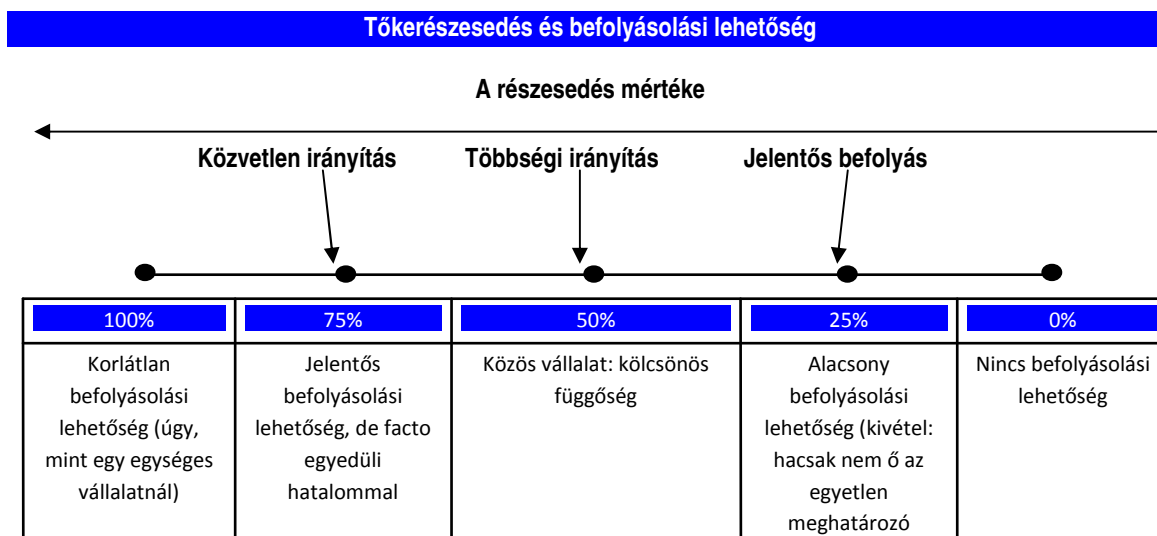 Tőkerészesedés és befolyásolási lehetőség
A részesedés mértéke
Közvetlen irányítás
Többségi irányítás
Jelentős befolyás
100%
75%
50%
25%
0%
Korlátlan
befolyásolási
lehetőség (úgy,
mint egy egységes
vállalatnál)
Jelentős
befolyásolási
lehetőség, de facto
egyedüli
hatalommal
Közös vállalat: kölcsönös
függőség
Alacsony
befolyásolási
lehetőség (kivétel:
hacsak nem ő az
egyetlen
meghatározó
Nincs befolyásolási
lehetőség